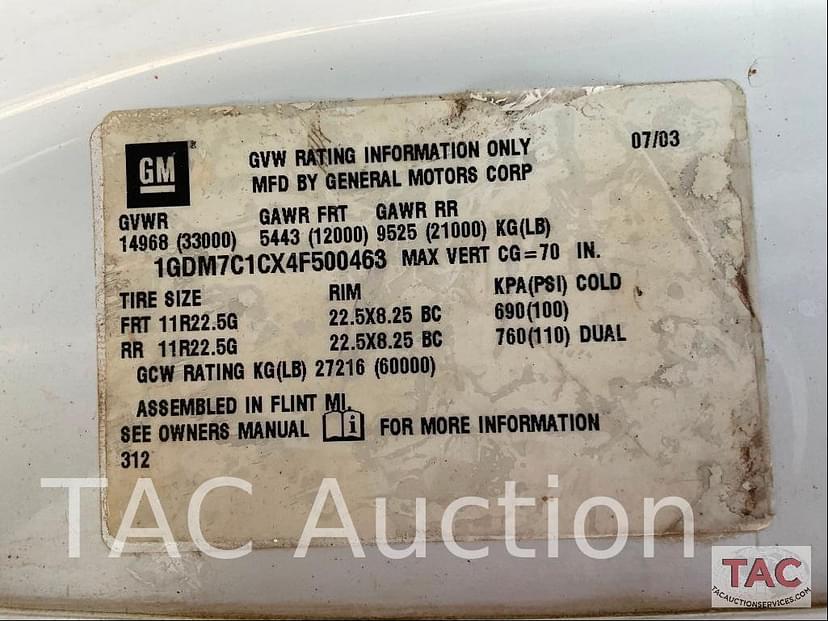 GM
GVW RATING INFORMATION ONLY 07/03
MFD BY GENERAL MOTORS CORP
GVWR GAWR FRT GAWR RR
14968 (33000) 5443 (12000) 9525 (21000) KG(LB)
1GDM7C1CX4F500463 MAX VERT CG=70 IN.
TIRE SIZE RIM KPA(PSI) COLD
FRT 11R22.5G 22.5X8.25 BC 690(100)
RR 11R22.5G 22.5X8.25 BC 760(110) DUAL
GCW RATING KG(LB) 27216 (60000)
ASSEMBLED IN FLINT MI.
SEE OWNERS MANUAL i FOR MORE INFORMATION
312
TAC Auction
TAC
TACAUCTIONSERVICES.COM